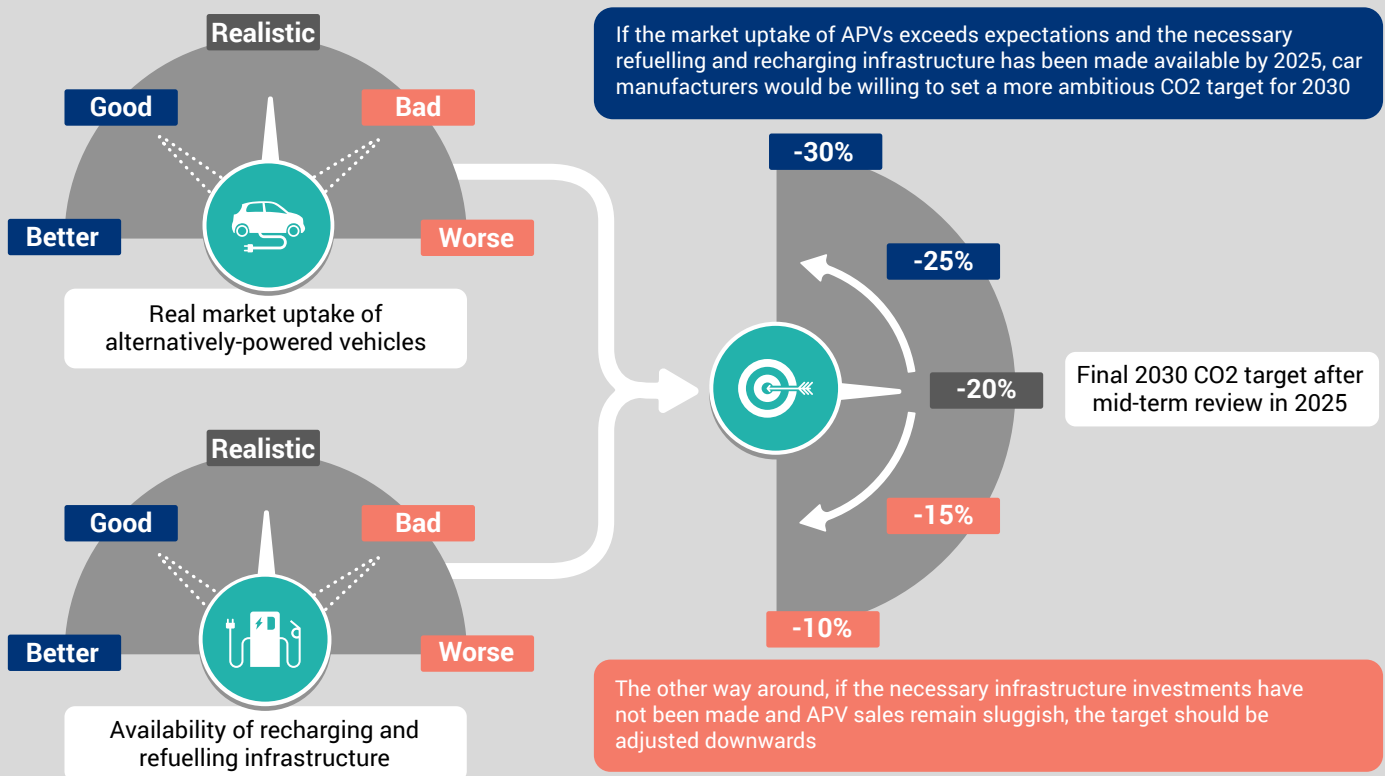 Realistic
Good
Bad
Better
Worse
Real market uptake of
alternatively-powered vehicles
Realistic
Good
Bad
Better
Worse
Availability of recharging and
refuelling infrastructure
If the market uptake of APVs exceeds expectations and the necessary
refuelling and recharging infrastructure has been made available by 2025, car
manufacturers would be willing to set a more ambitious CO2 target for 2030
-30%
-25%
-20%
-15%
-10%
Final 2030 CO2 target after
mid-term review in 2025
The other way around, if the necessary infrastructure investments have
not been made and APV sales remain sluggish, the target should be
adjusted downwards